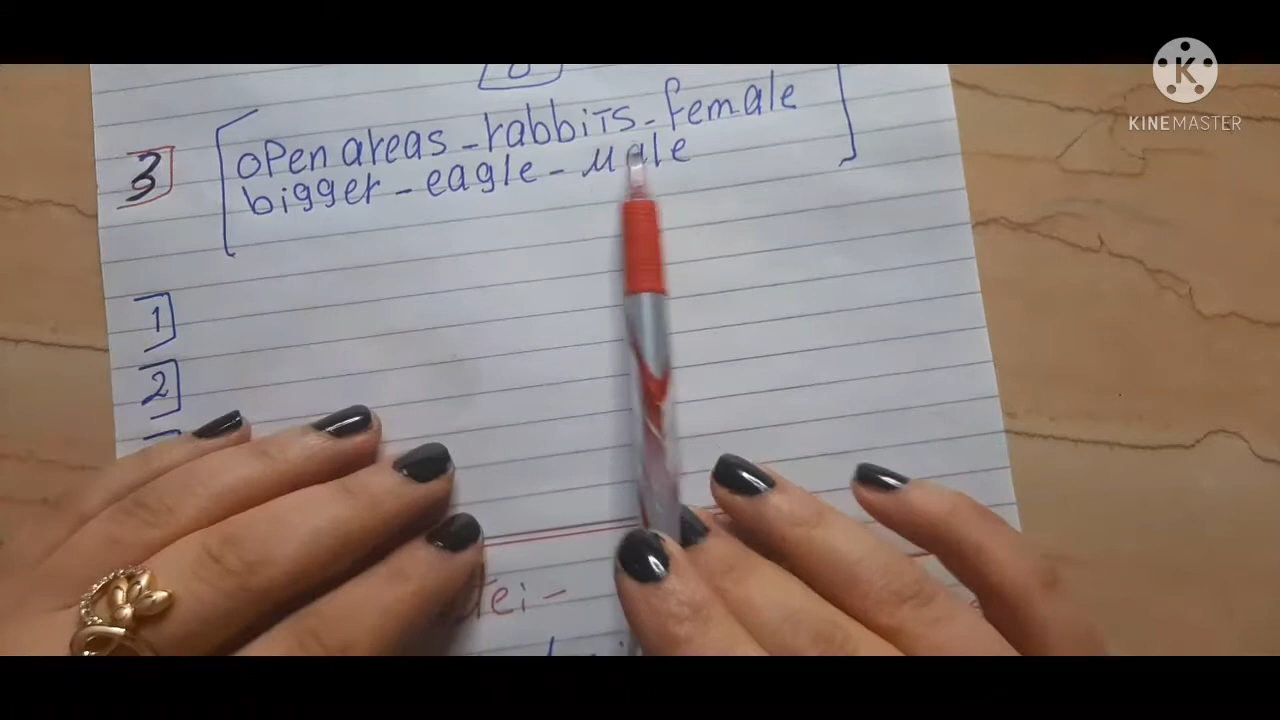 3
open areas - rabbits - female
bigger - eagle - male
1
2
K
KINEMASTER